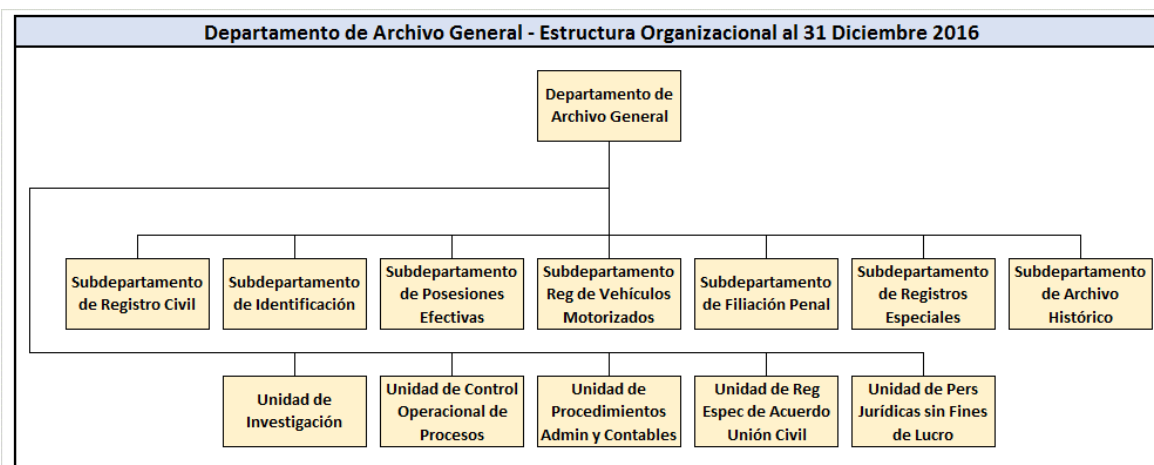 Departamento de Archivo General - Estructura Organizacional al 31 Diciembre 2016
Departamento de
Archivo General
Subdepartamento
de Registro Civil
Subdepartamento
de Identificación
Subdepartamento
de Posesiones
Efectivas
Subdepartamento
Reg de Vehículos
Motorizados
Subdepartamento
de Filiación Penal
Subdepartamento
de Registros
Especiales
Subdepartamento
de Archivo
Histórico
Unidad de
Investigación
Unidad de Control
Operacional de
Procesos
Unidad de
Procedimientos
Admin y Contables
Unidad de Reg
Espec de Acuerdo
Unión Civil
Unidad de Pers
Jurídicas sin Fines
de Lucro